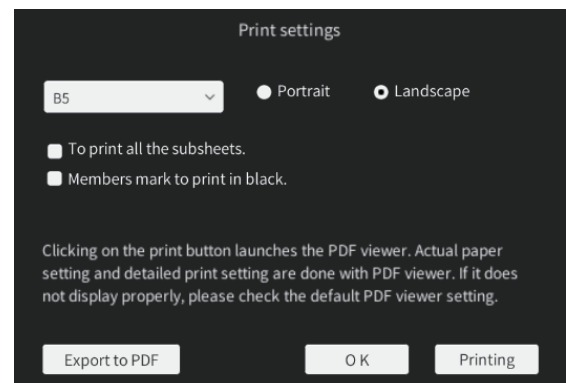 Print settings
B5 Portrait Landscape
To print all the subsheets.
Members mark to print in black.
Clicking on the print button launches the PDF viewer. Actual paper
setting and detailed print setting are done with PDF viewer. If it does
not display properly, please check the default PDF viewer setting.
Export to PDF O K Printing